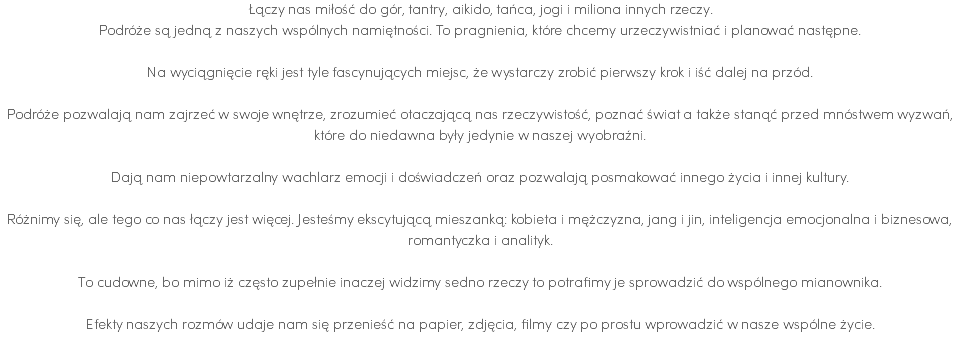 Łączy nas miłość do gór, tantry, aikido, tańca, jogi i miliona innych rzeczy.
Podróże są jedną z naszych wspólnych namiętności. To pragnienia, które chcemy urzeczywistniać i planować następne.
Na wyciągnięcie ręki jest tyle fascynujących miejsc, że wystarczy zrobić pierwszy krok i iść dalej na przód.
Podróże pozwalają nam zajrzeć w swoje wnętrze, zrozumieć otaczającą nas rzeczywistość, poznać świat a także stanąć przed mnóstwem wyzwań,
które do niedawna były jedynie w naszej wyobraźni.
Dają nam niepowtarzalny wachlarz emocji i doświadczeń oraz pozwalają posmakować innego życia i innej kultury.
Różnimy się, ale tego co nas łączy jest więcej. Jesteśmy ekscytującą mieszanką: kobieta i mężczyzna, jang i jin, inteligencja emocjonalna i biznesowa,
romantyczka i analityk.
To cudowne, bo mimo iż często zupełnie inaczej widzimy sedno rzeczy to potrafimy je sprowadzić do wspólnego mianownika.
Efekty naszych rozmów udaje nam się przenieść na papier, zdjęcia, filmy czy po prostu wprowadzić w nasze wspólne życie.